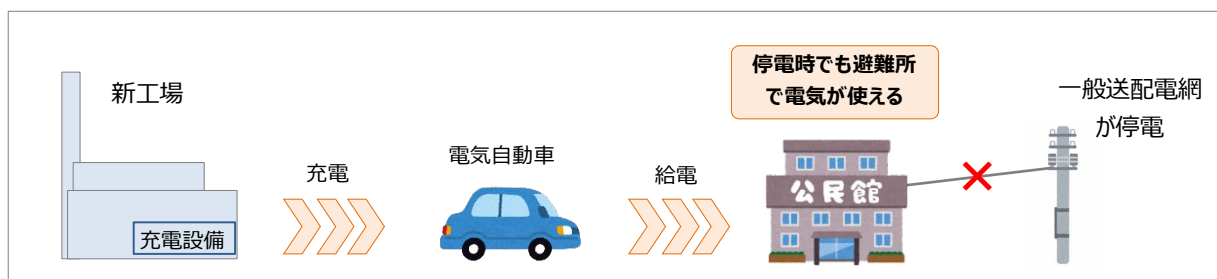 新工場
充電設備
充電
電気自動車
給電
停電時でも避難所
で電気が使える
公民館
一般送配電網
が停電